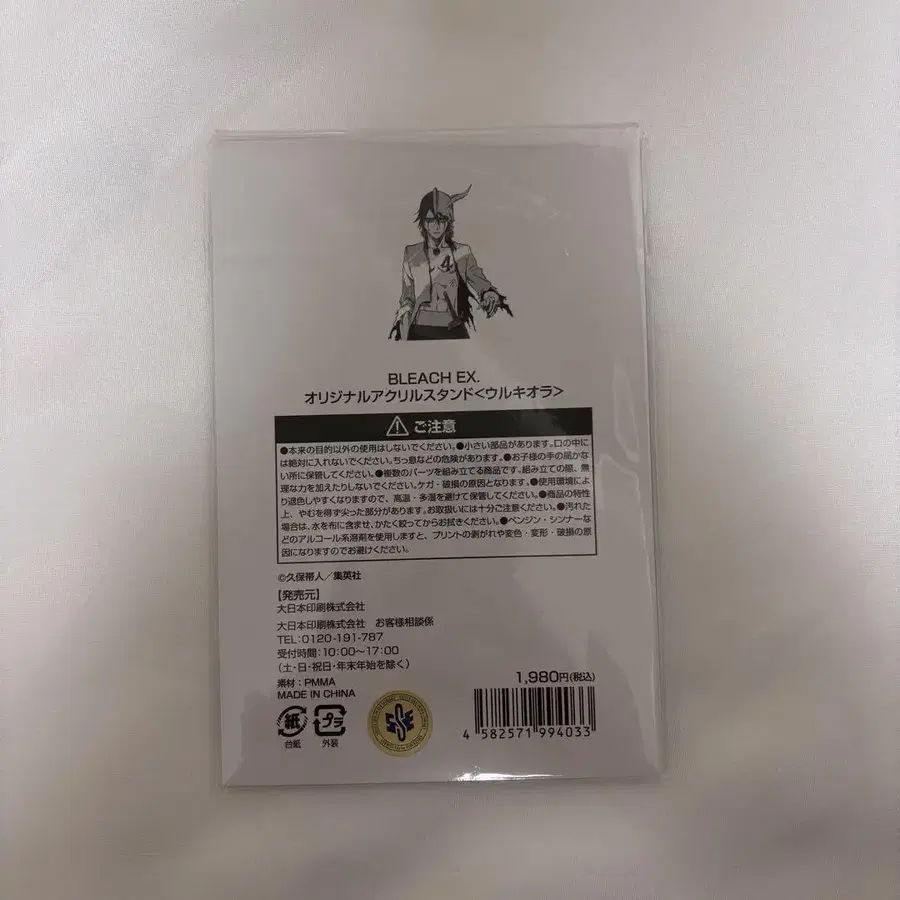 BLEACH EX.
オリジナルアクリルスタンド<ウルキオラ>
ご注意
●本来の目的以外の使用はしないでください。●小さい部品があります。口の中に
は絶対に入れないでください。ちっ息などの危険があります。●お子様の手の届かな
い所に保管してください。●複数のパーツを組み立てる商品です。組み立ての際、無
理な力を加えたりしないでください。ケガ・破損の原因となります。●使用環境によ
り退色しやすくなりますので、高温・多湿を避けて保管してください。●商品の特性
上、やむを得ず尖った部分があります。お取扱いには十分ご注意ください。●汚れた
場合は、水を布に含ませ、かたく絞ってからお拭きください。●ベンジン・シンナーな
どのアルコール系溶剤を使用しますと、プリントの剥がれや変色・変形・破損の原
因になりますのでお避けください。
©久保帯人/集英社
【発売元】
大日本印刷株式会社
大日本印刷株式会社 お客様相談係
TEL:0120-191-787
受付時間:10:00〜17:00
(土・日・祝日・年末年始を除く)
素材:PMMA
MADE IN CHINA
1,980円(税込)
紙
台紙
プラ
外装
4 582571 994033